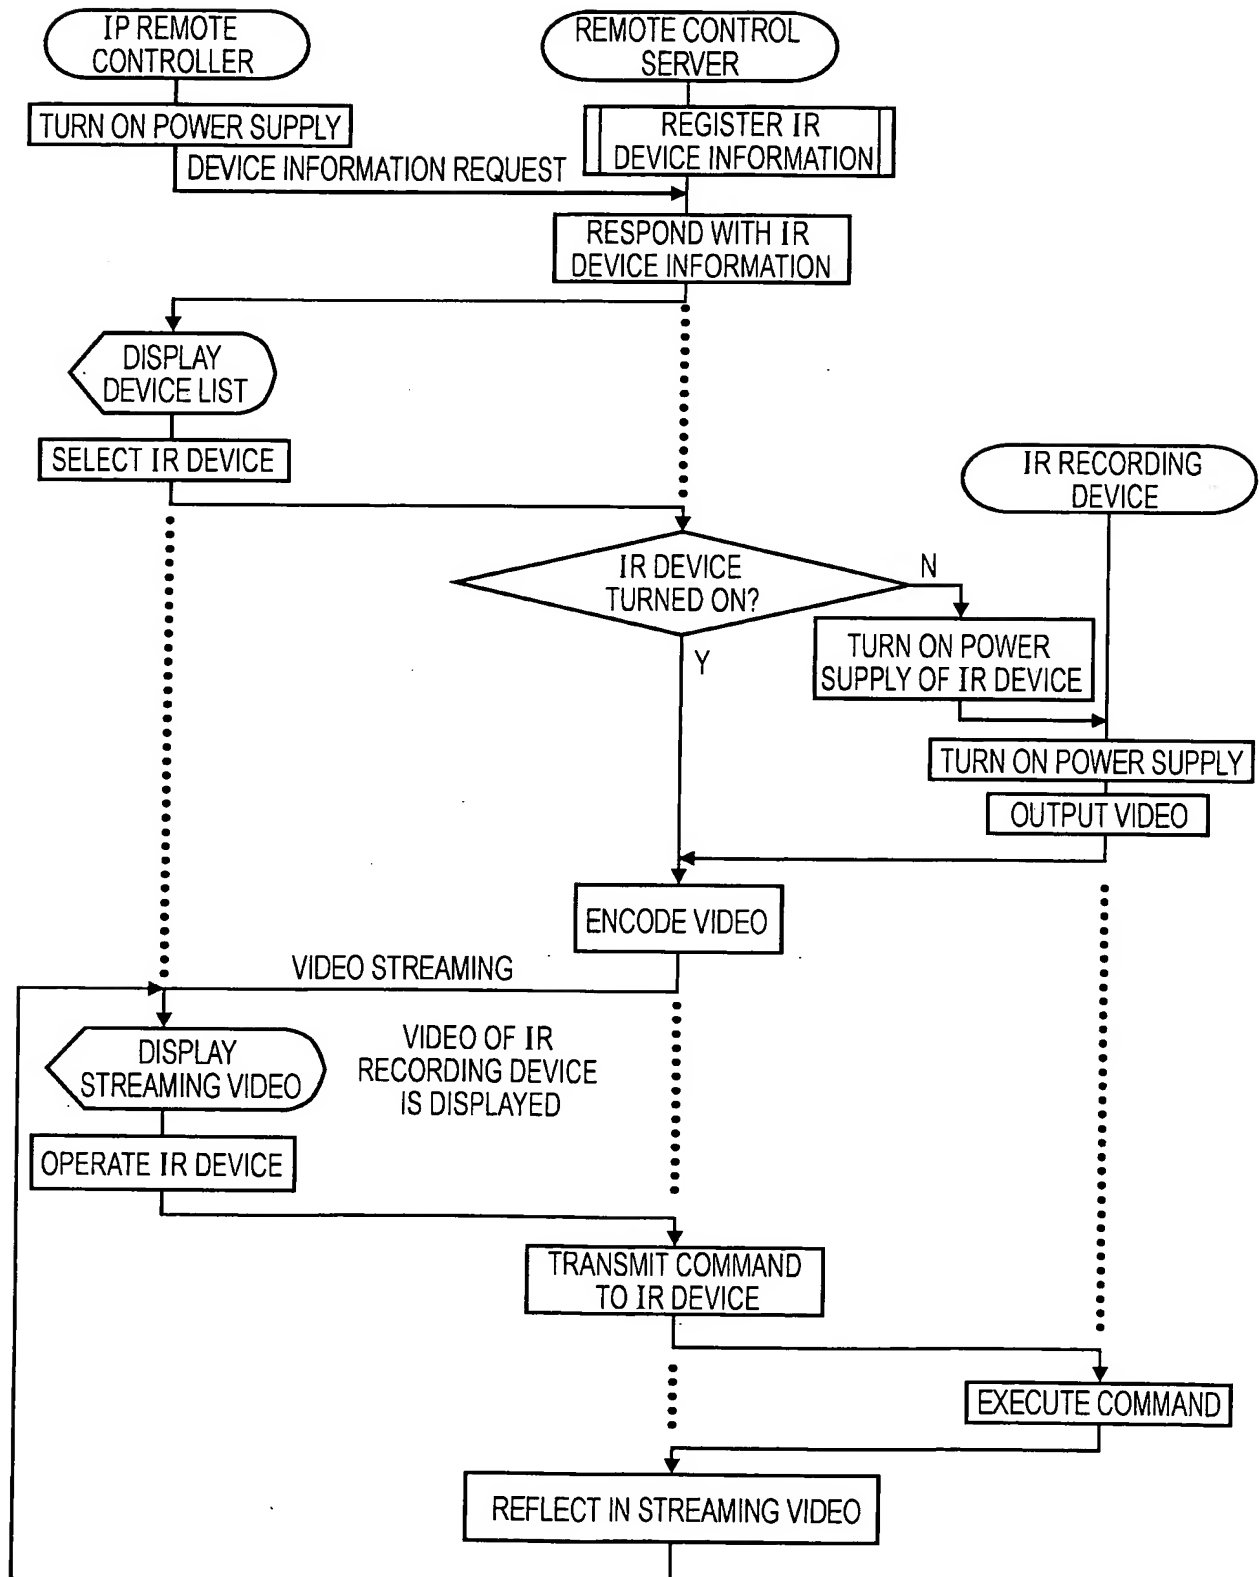 IP REMOTE
CONTROLLER
REMOTE CONTROL
SERVER
TURN ON POWER SUPPLY
REGISTER IR
DEVICE INFORMATION
DEVICE INFORMATION REQUEST
RESPOND WITH IR
DEVICE INFORMATION
DISPLAY
DEVICE LIST
SELECT IR DEVICE
IR RECORDING
DEVICE
IR DEVICE
TURNED ON?
N
Y
TURN ON POWER
SUPPLY OF IR DEVICE
TURN ON POWER SUPPLY
OUTPUT VIDEO
ENCODE VIDEO
VIDEO STREAMING
DISPLAY
STREAMING VIDEO
VIDEO OF IR
RECORDING DEVICE
IS DISPLAYED
OPERATE IR DEVICE
TRANSMIT COMMAND
TO IR DEVICE
EXECUTE COMMAND
REFLECT IN STREAMING VIDEO